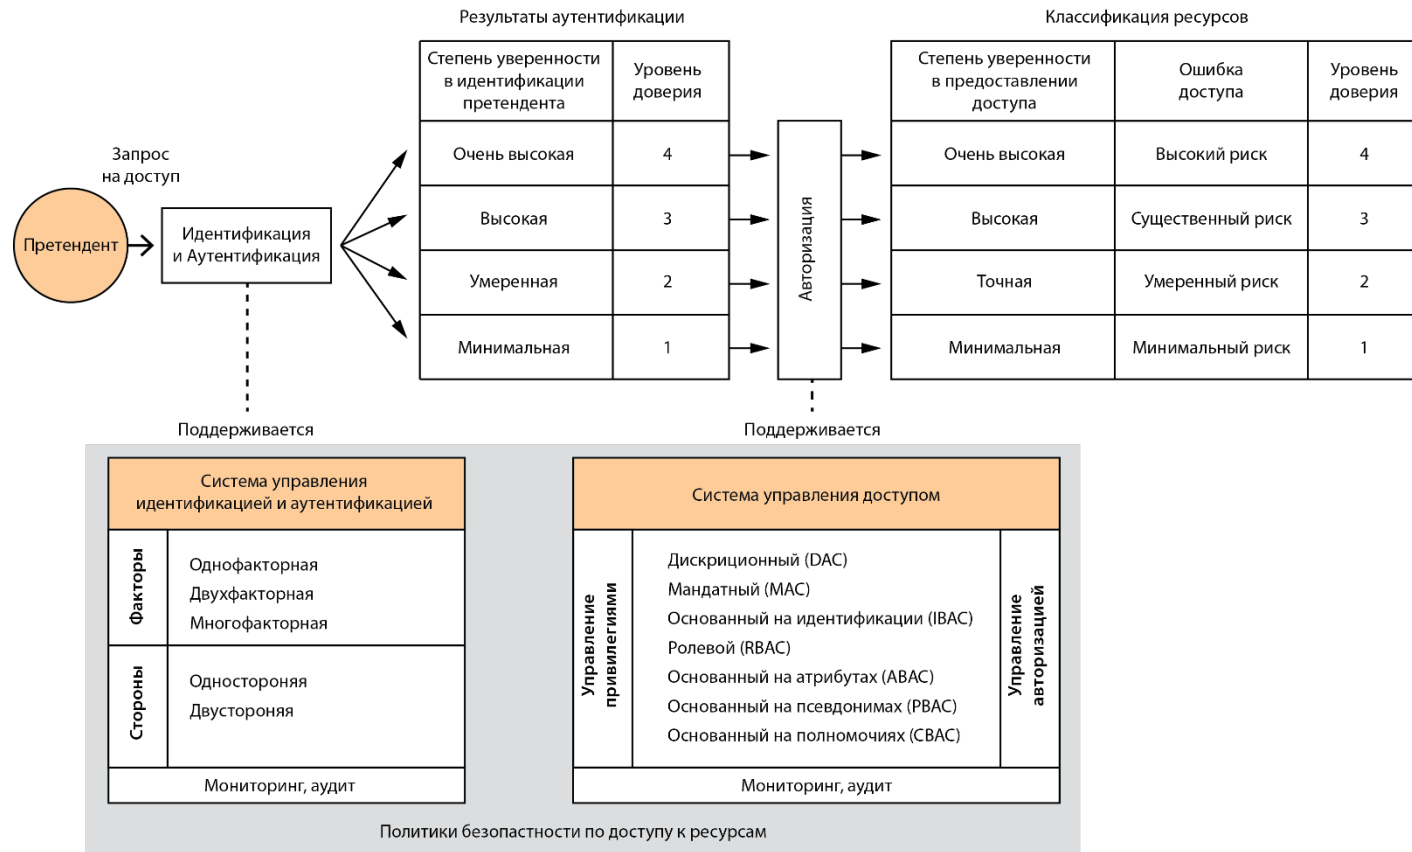 Результаты аутентификации
Классификация ресурсов
Степень уверенности
в идентификации
претендента
Уровень
доверия
Степень уверенности
в предоставлении
доступа
Ошибка
доступа
Уровень
доверия
Запрос
на доступ
Претендент
Идентификация
и Аутентификация
Очень высокая
4
Высокая
3
Умеренная
2
Минимальная
1
Авторизация
Очень высокая
Высокий риск
4
Высокая
Существенный риск
3
Точная
Умеренный риск
2
Минимальная
Минимальный риск
1
Поддерживается
Поддерживается
Система управления
идентификацией и аутентификацией
Факторы
Однофакторная
Двухфакторная
Многофакторная
Стороны
Одностороняя
Двустороняя
Мониторинг, аудит
Система управления доступом
Управление
привилегиями
Дискриционный (DAC)
Мандатный (MAC)
Основанный на идентификации (IBAC)
Ролевой (RBAC)
Основанный на атрибутах (ABAC)
Основанный на псевдонимах (PBAC)
Основанный на полномочиях (CBAC)
Управление
авторизацией
Мониторинг, аудит
Политики безопастности по доступу к ресурсам